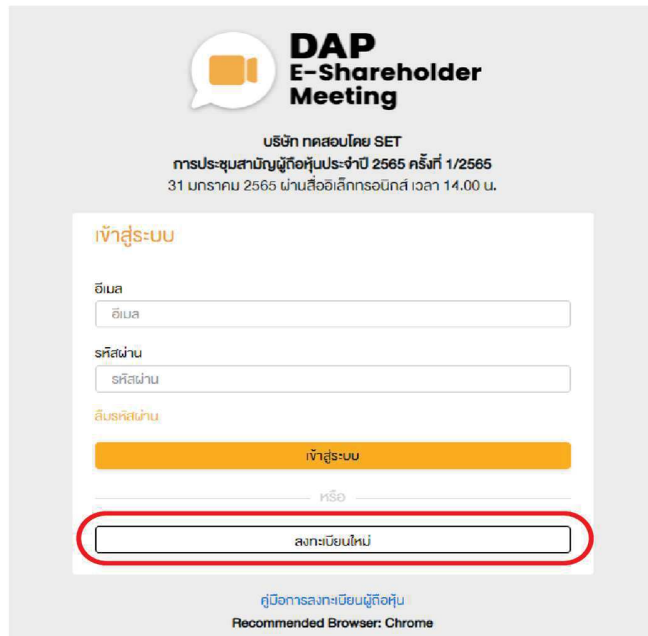 DAP
E-Shareholder
Meeting
บริษัท ทดสอบโดย SET
การประชุมสามัญผู้ถือหุ้นประจำปี 2565 ครั้งที่ 1/2565
31 มกราคม 2565 ผ่านสื่ออิเล็กทรอนิกส์ เวลา 14.00 น.
เข้าสู่ระบบ
อีเมล
อีเมล
รหัสผ่าน
รหัสผ่าน
ลืมรหัสผ่าน
เข้าสู่ระบบ
หรือ
ลงทะเบียนใหม่
คู่มือการลงทะเบียนผู้ถือหุ้น
Recommended Browser: Chrome